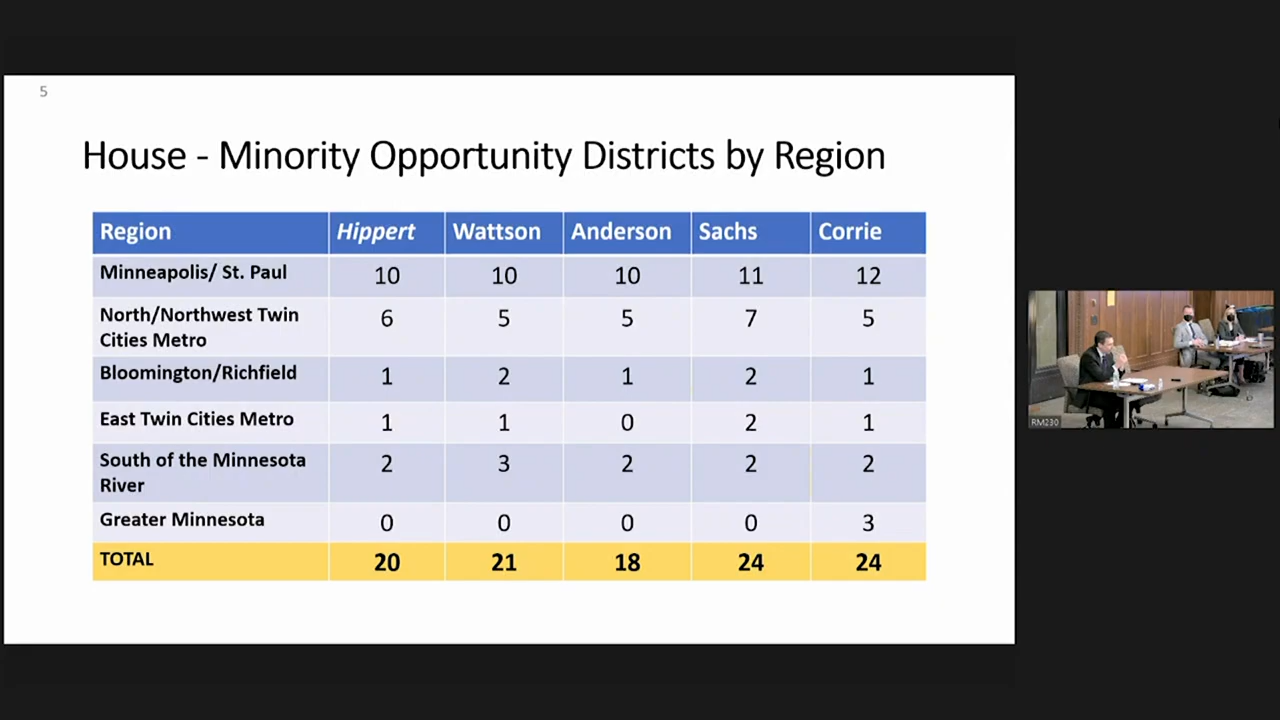 5
House - Minority Opportunity Districts by Region
Region Hippert Wattson Anderson Sachs Corrie
Minneapolis/ St. Paul 10 10 10 11 12
North/Northwest Twin
Cities Metro 6 5 5 7 5
Bloomington/Richfield 1 2 1 2 1
East Twin Cities Metro 1 1 0 2 1
South of the Minnesota
River 2 3 2 2 2
Greater Minnesota 0 0 0 0 3
TOTAL 20 21 18 24 24
RM230